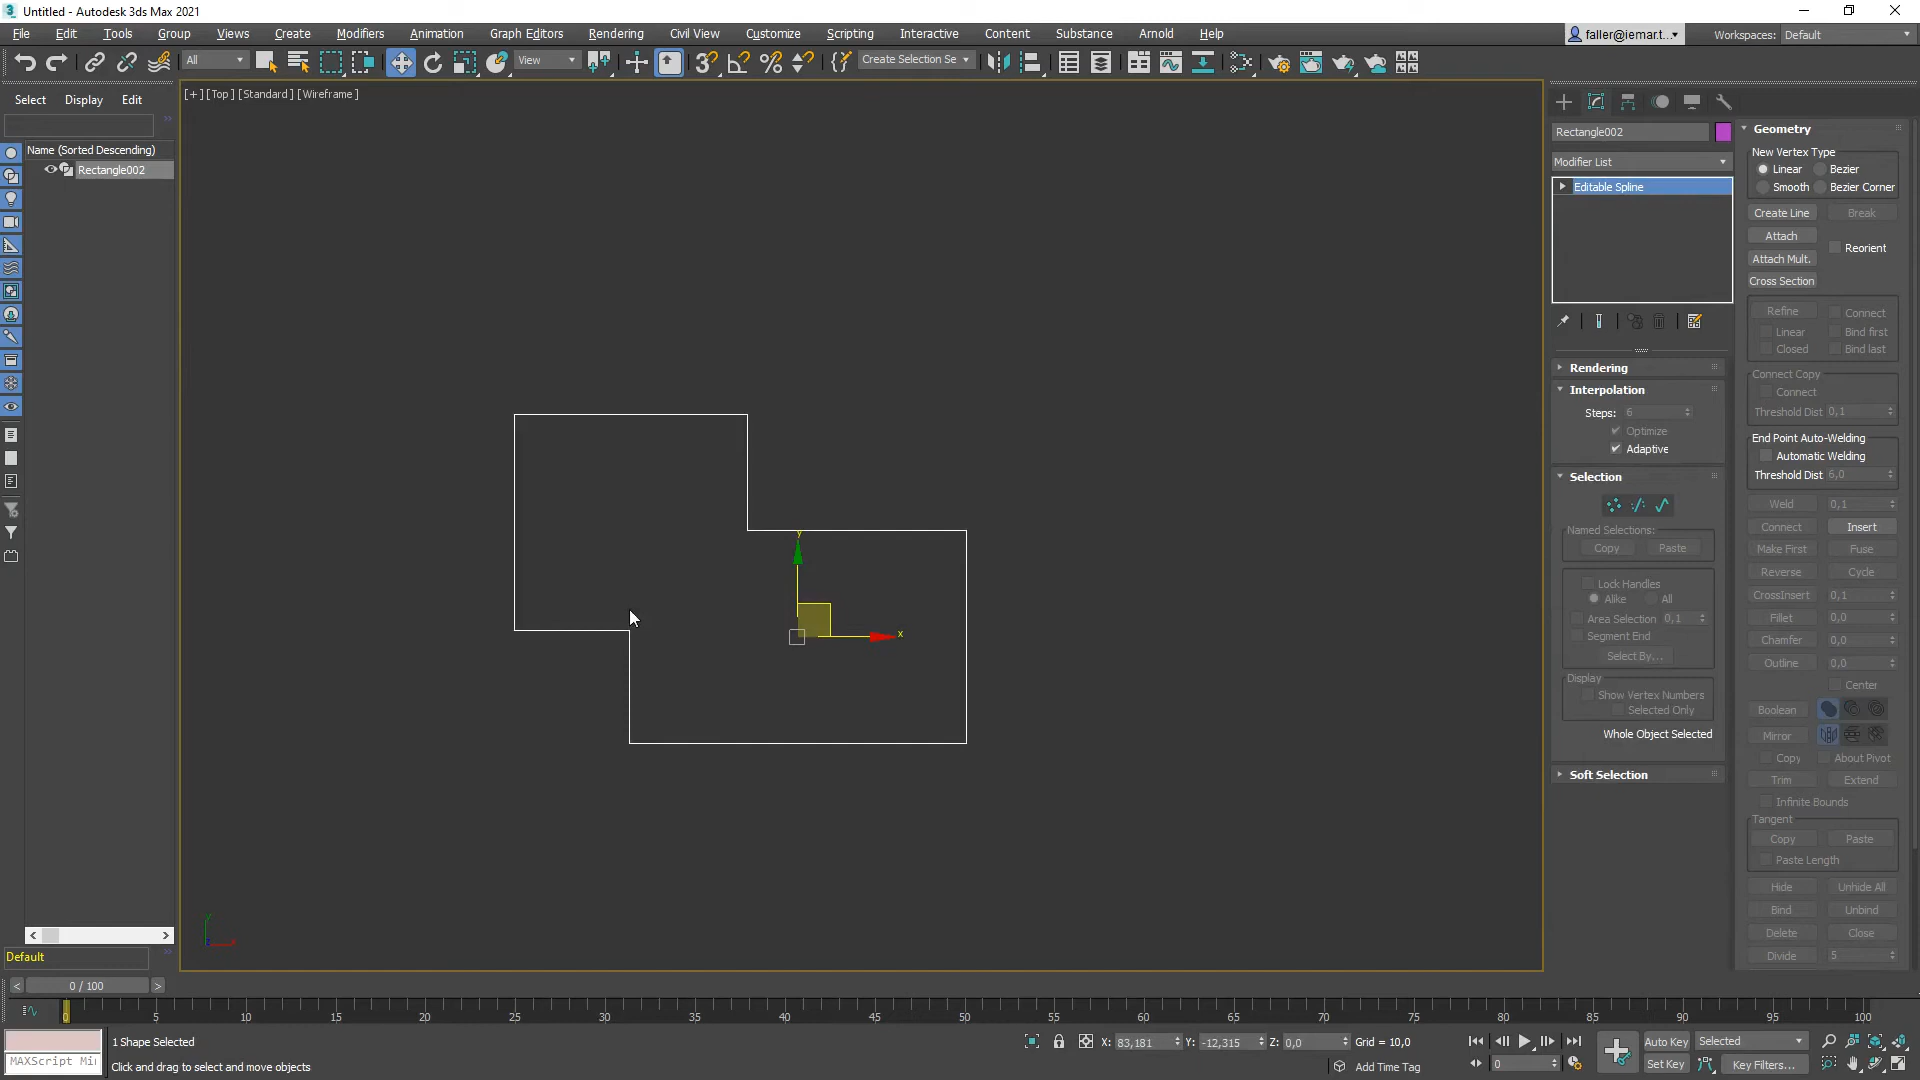 Untitled - Autodesk 3ds Max 2021
File Edit Tools Group Views Create Modifiers Animation Graph Editors Rendering Civil View Customize Scripting Interactive Content Substance Arnold Help
faller@iemar.t... Workspaces: Default
All View Create Selection Se
Select Display Edit
[+] [Top ] [Standard ] [Wireframe ]
Name (Sorted Descending)
Rectangle002
Rectangle002
Modifier List
Editable Spline
Rendering
Interpolation
Steps: 6
Optimize
Adaptive
Selection
Named Selections:
Copy Paste
Lock Handles
Alike All
Area Selection 0,1
Segment End
Select By...
Display
Show Vertex Numbers
Selected Only
Whole Object Selected
Soft Selection
Geometry
New Vertex Type
Linear Bezier
Smooth Bezier Corner
Create Line Break
Attach
Reorient
Attach Mult.
Cross Section
Refine Connect
Linear Bind first
Closed Bind last
Connect Copy
Connect
Threshold Dist 0,1
End Point Auto-Welding
Automatic Welding
Threshold Dist 6,0
Weld 0,1
Connect Insert
Make First Fuse
Reverse Cycle
CrossInsert 0,1
Fillet 0,0
Chamfer 0,0
Outline 0,0
Center
Boolean
Mirror
Copy About Pivot
Trim Extend
Infinite Bounds
Tangent
Copy Paste
Paste Length
Hide Unhide All
Bind Unbind
Delete Close
Divide 5
y
x
Default
0 / 100
0 5 10 15 20 25 30 35 40 45 50 55 60 65 70 75 80 85 90 95 100
1 Shape Selected
X: 83,181 Y: -12,315 Z: 0,0 Grid = 10,0
Auto Key Selected
MAXScript Mi
Click and drag to select and move objects
Add Time Tag
0
Set Key Key Filters...